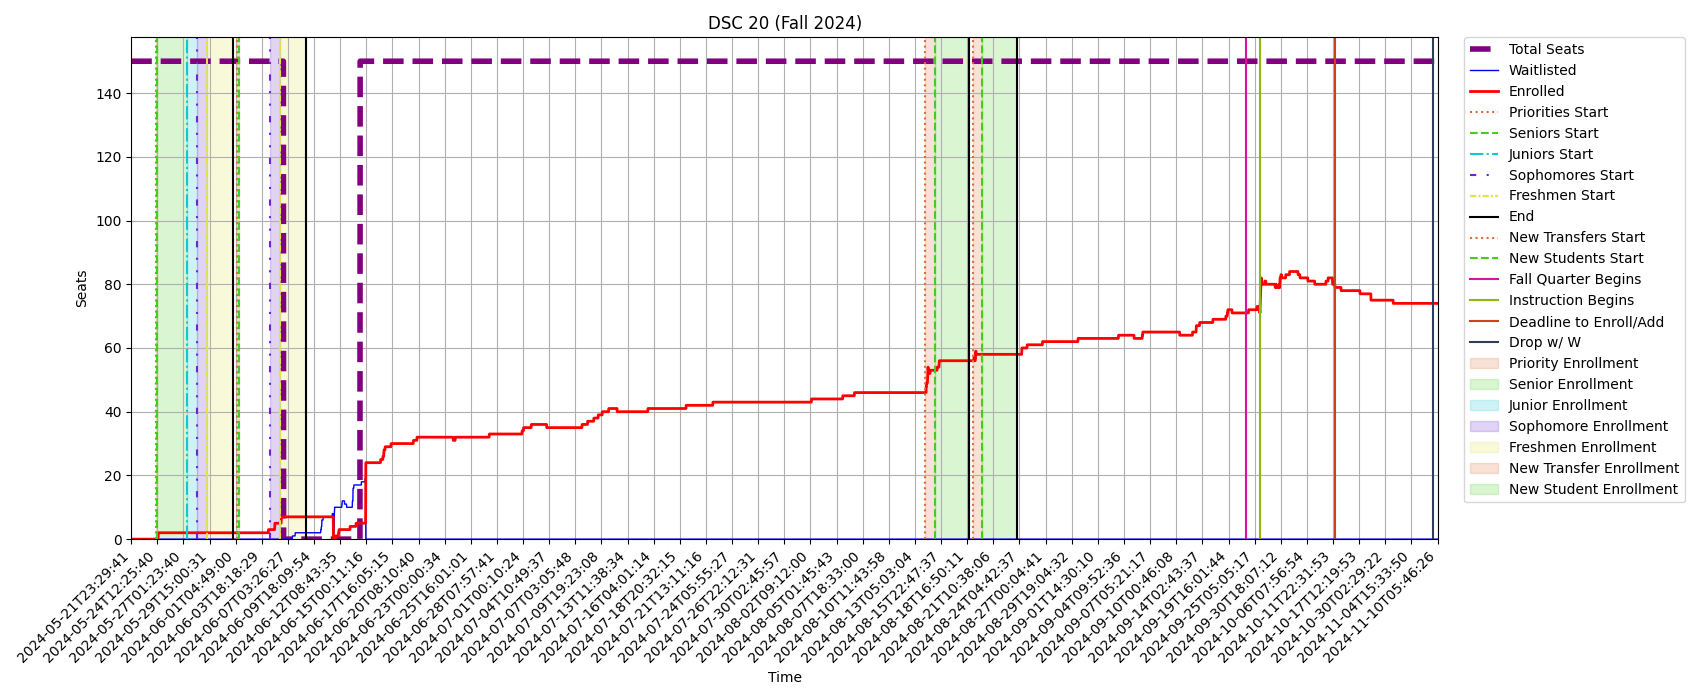 DSC 20 (Fall 2024)
Seats
140
120
100
80
60
40
20
0
2024-05-21T23:29:41
2024-05-24T12:25:40
2024-05-27T01:23:40
2024-05-29T15:00:31
2024-06-01T04:49:00
2024-06-03T18:18:29
2024-06-07T03:26:27
2024-06-09T18:09:54
2024-06-12T08:43:35
2024-06-15T00:11:16
2024-06-17T16:05:15
2024-06-20T08:10:40
2024-06-23T00:00:34
2024-06-25T16:01:01
2024-06-28T07:57:41
2024-07-01T00:10:24
2024-07-04T10:49:37
2024-07-07T03:05:48
2024-07-09T19:23:08
2024-07-13T11:38:34
2024-07-16T04:01:14
2024-07-18T20:32:15
2024-07-21T13:11:16
2024-07-24T05:55:27
2024-07-26T22:12:31
2024-07-30T02:45:57
2024-08-02T09:12:00
2024-08-05T01:45:43
2024-08-07T18:33:00
2024-08-10T11:43:58
2024-08-13T05:03:04
2024-08-15T22:47:37
2024-08-18T16:50:11
2024-08-21T10:38:06
2024-08-24T04:42:37
2024-08-27T00:04:41
2024-08-29T19:04:32
2024-09-01T14:30:10
2024-09-04T09:52:36
2024-09-07T05:21:17
2024-09-10T00:46:08
2024-09-14T02:43:37
2024-09-19T16:01:44
2024-09-25T05:05:17
2024-09-30T18:07:12
2024-10-06T07:56:54
2024-10-11T22:31:53
2024-10-17T12:19:53
2024-10-30T02:29:22
2024-11-04T15:33:50
2024-11-10T05:46:26
Time
Total Seats
Waitlisted
Enrolled
Priorities Start
Seniors Start
Juniors Start
Sophomores Start
Freshmen Start
End
New Transfers Start
New Students Start
Fall Quarter Begins
Instruction Begins
Deadline to Enroll/Add
Drop w/ W
Priority Enrollment
Senior Enrollment
Junior Enrollment
Sophomore Enrollment
Freshmen Enrollment
New Transfer Enrollment
New Student Enrollment